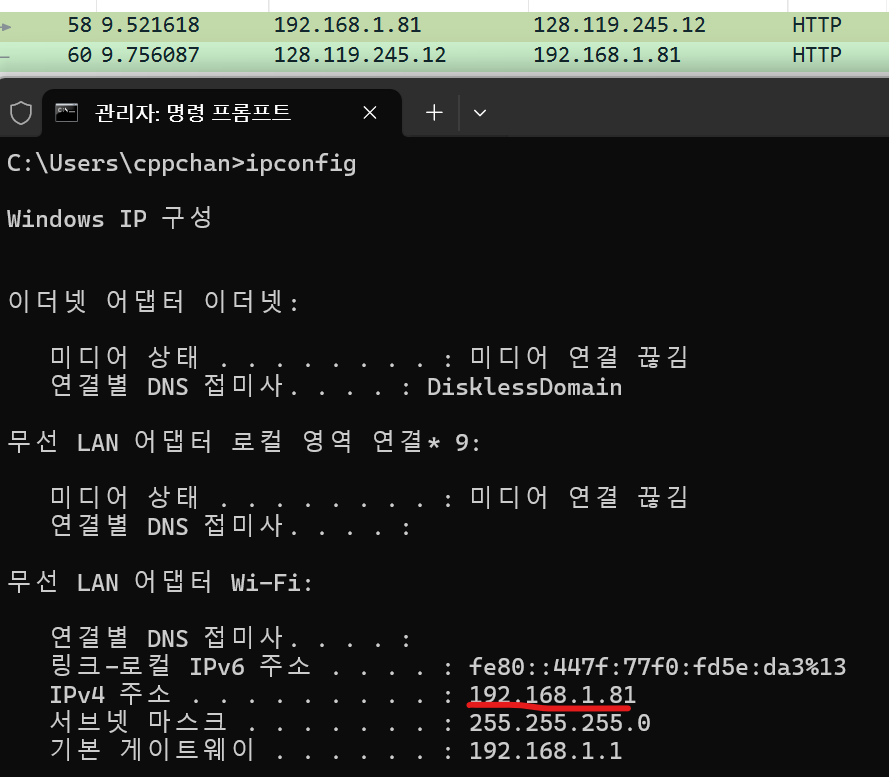 58 9.521618 192.168.1.81 128.119.245.12 HTTP
60 9.756087 128.119.245.12 192.168.1.81 HTTP
관리자: 명령 프롬프트
C:\Users\cppchan>ipconfig
Windows IP 구성
이더넷 어댑터 이더넷:
미디어 상태 . . . . . . . . : 미디어 연결 끊김
연결별 DNS 접미사. . . . : DisklessDomain
무선 LAN 어댑터 로컬 영역 연결* 9:
미디어 상태 . . . . . . . . : 미디어 연결 끊김
연결별 DNS 접미사. . . . :
무선 LAN 어댑터 Wi-Fi:
연결별 DNS 접미사. . . . :
링크-로컬 IPv6 주소 . . . . : fe80::447f:77f0:fd5e:da3%13
IPv4 주소 . . . . . . . . . : 192.168.1.81
서브넷 마스크 . . . . . . . : 255.255.255.0
기본 게이트웨이 . . . . . . : 192.168.1.1